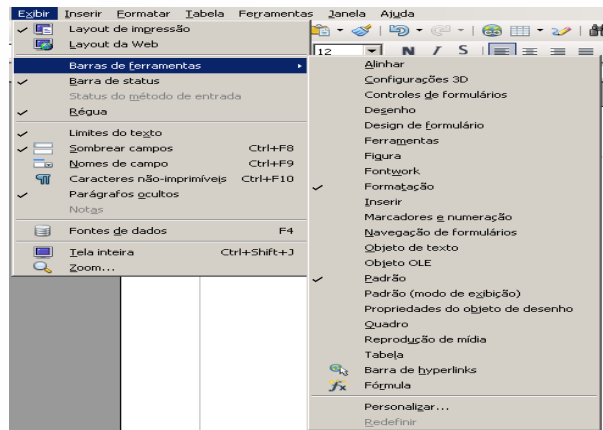 Exibir Inserir Formatar Tabela Ferramentas Janela Ajuda
Layout de impressão
Layout da Web
12 N I S
Barras de ferramentas
Barra de status
Status do método de entrada
Régua
Limites do texto
Sombrear campos Ctrl+F8
Nomes de campo Ctrl+F9
Caracteres não-imprimíveis Ctrl+F10
Parágrafos ocultos
Notas
Fontes de dados F4
Tela inteira Ctrl+Shift+J
Zoom...
Alinhar
Configurações 3D
Controles de formulários
Desenho
Design de formulário
Ferramentas
Figura
Fontwork
Formatação
Inserir
Marcadores e numeração
Navegação de formulários
Objeto de texto
Objeto OLE
Padrão
Padrão (modo de exibição)
Propriedades do objeto de desenho
Quadro
Reprodução de mídia
Tabela
Barra de hyperlinks
Fórmula
Personalizar...
Redefinir